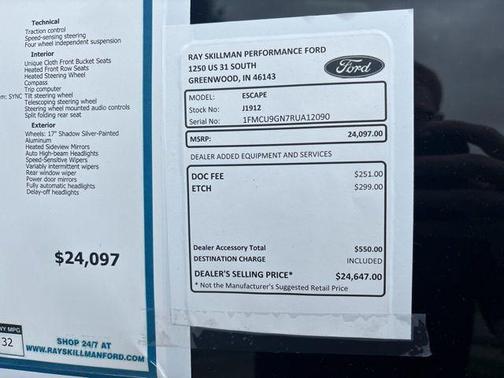 Technical
Traction control
Speed-sensing steering
Four wheel independent suspension
Interior
Unique Cloth Front Bucket Seats
Heated Front Row Seats
Heated Steering Wheel
Compass
Trip computer
em: SYNC Tilt steering wheel
Telescoping steering wheel
Steering wheel mounted audio controls
Split folding rear seat
Exterior
Wheels: 17" Shadow Silver-Painted
Aluminum
Heated Sideview Mirrors
Auto High-beam Headlights
Speed-Sensitive Wipers
Variably intermittent wipers
Rear window wiper
Power door mirrors
Fully automatic headlights
Delay-off headlights
$24,097
WY MPG
32
SHOP 24/7 AT
WWW.RAYSKILLMANFORD.COM
RAY SKILLMAN PERFORMANCE FORD
1250 US 31 SOUTH
GREENWOOD, IN 46143
Ford
MODEL: ESCAPE
Stock No: J1912
Serial No: 1FMCU9GN7RUA12090
MSRP: 24,097.00
DEALER ADDED EQUIPMENT AND SERVICES
DOC FEE $251.00
ETCH $299.00
Dealer Accessory Total $550.00
DESTINATION CHARGE INCLUDED
DEALER'S SELLING PRICE* $24,647.00
* Not the Manufacturer's Suggested Retail Price